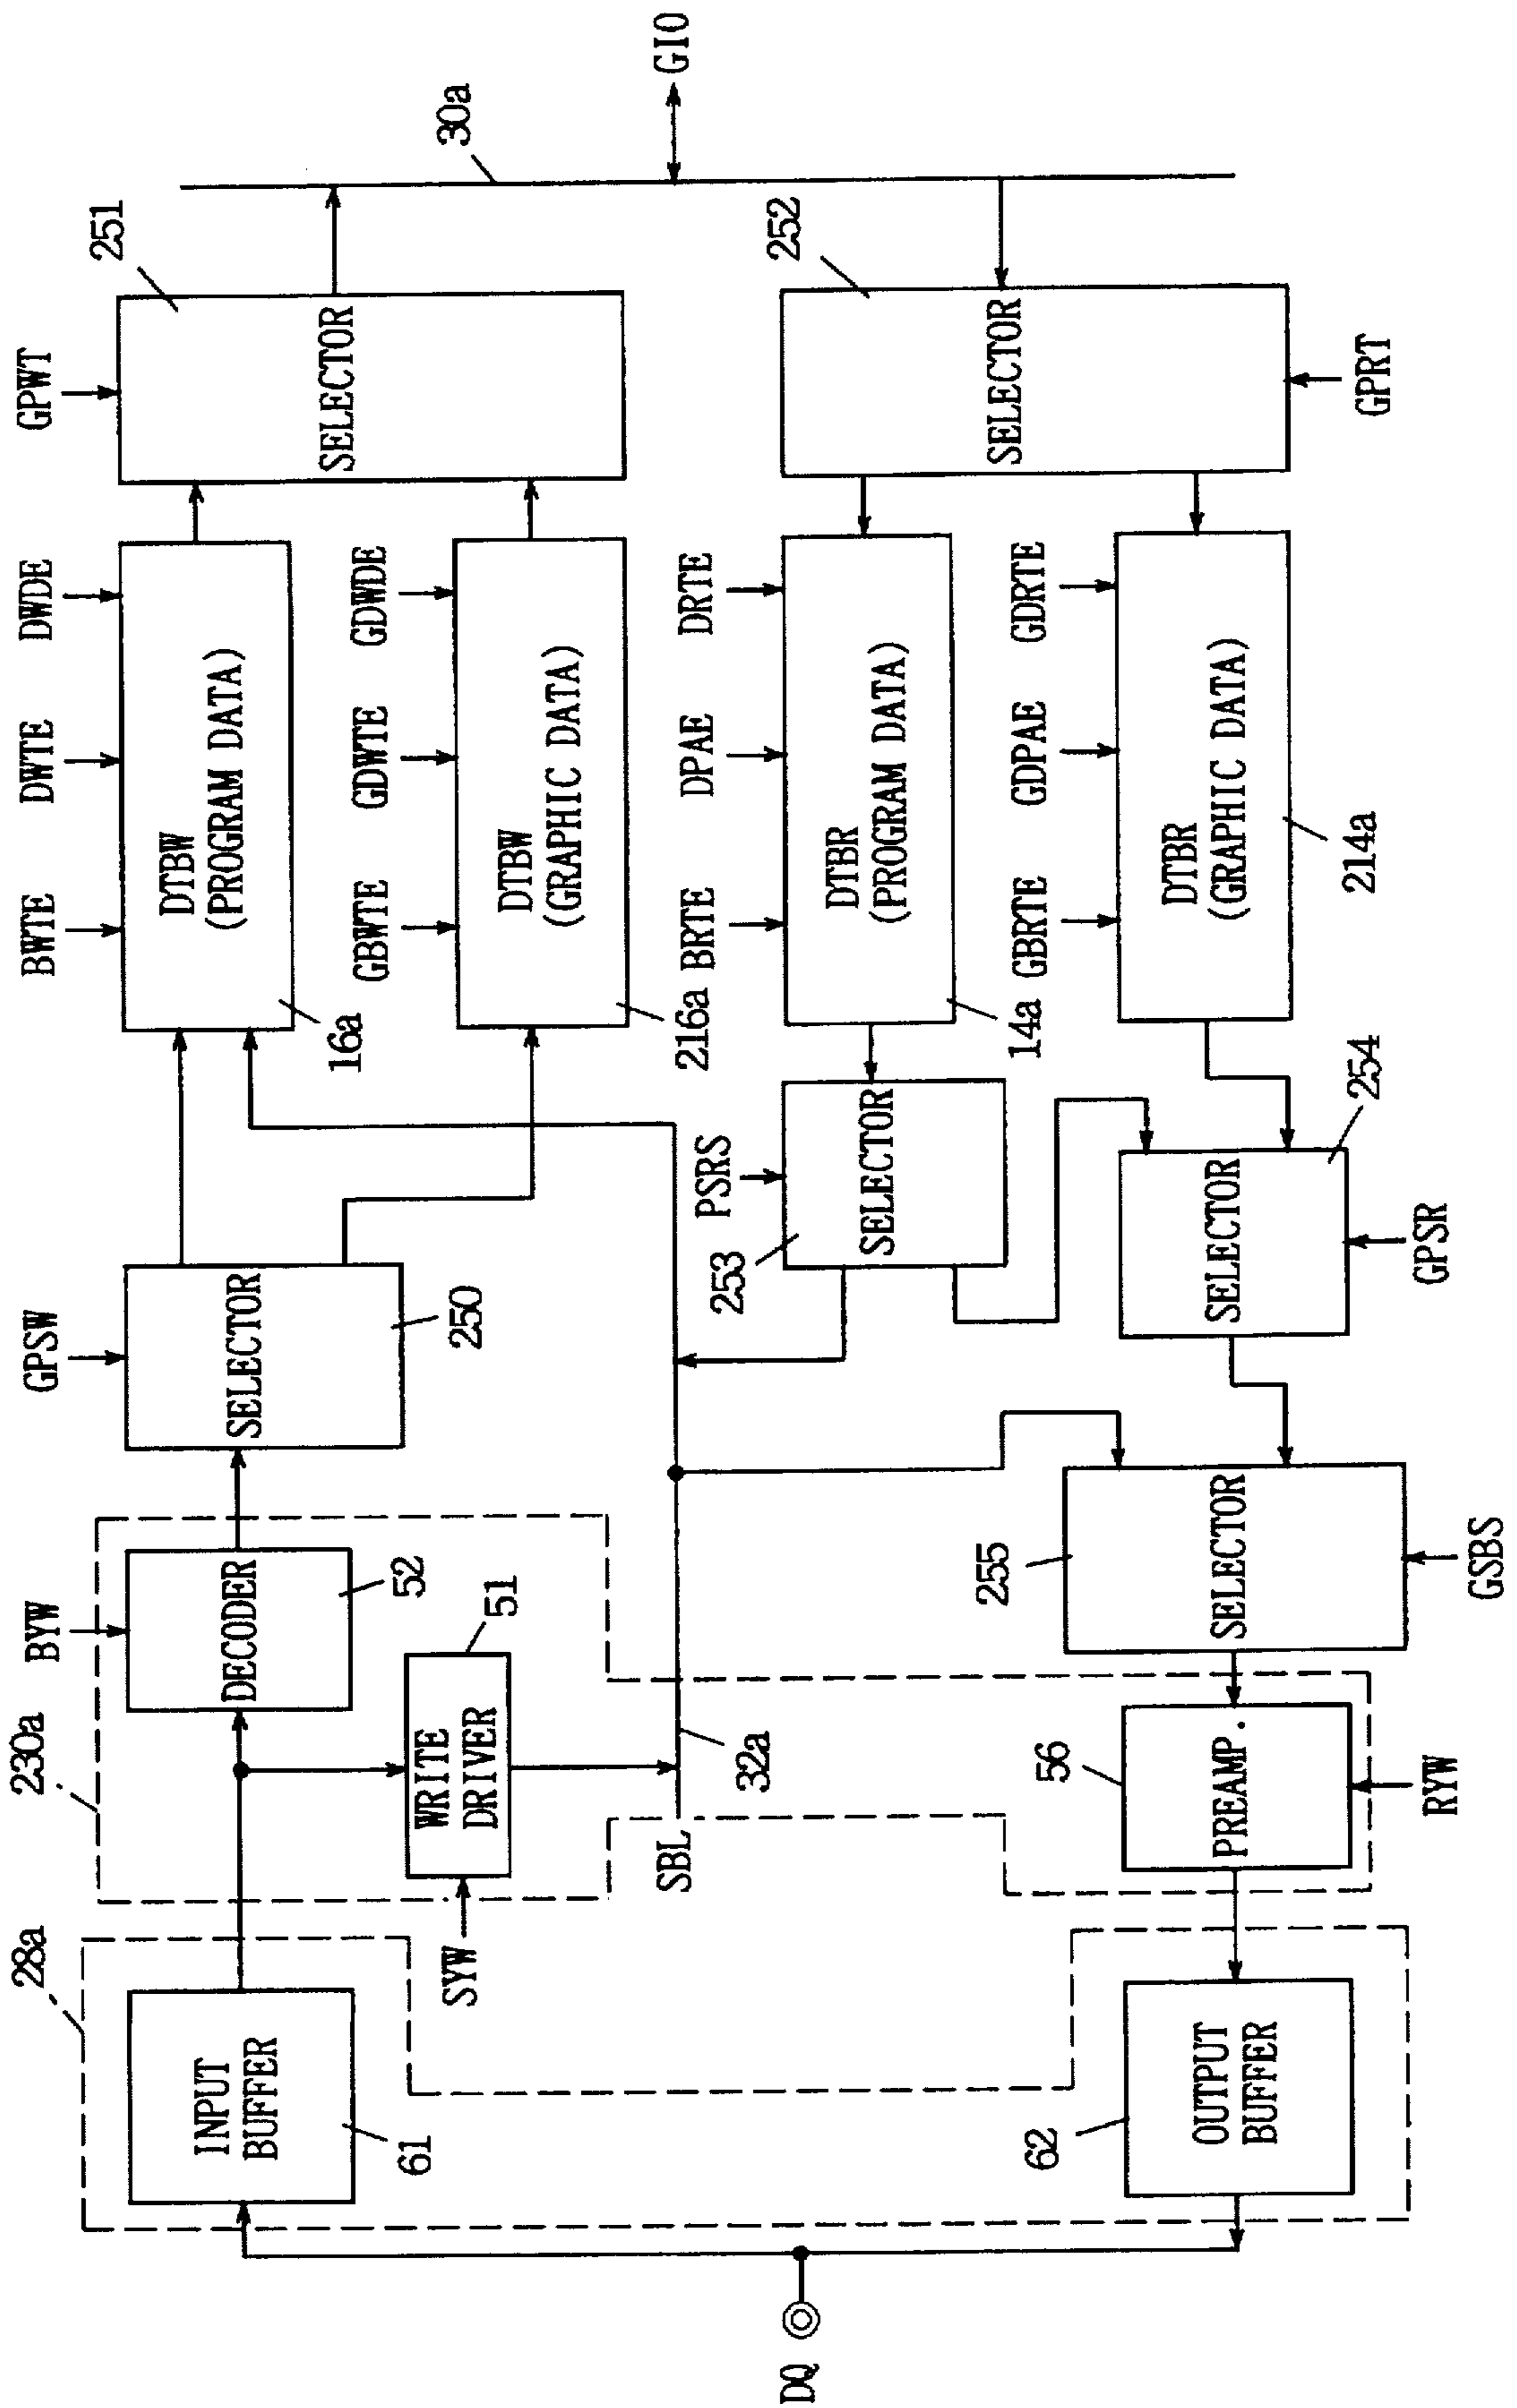 DQ
28a
INPUT
BUFFER
61
OUTPUT
BUFFER
62
230a
BYW
DECODER
52
SYW
WRITE
DRIVER
51
SBL
32a
PREAMP.
56
RYW
GPSW
SELECTOR
250
SELECTOR
255
GSBS
PSRS
SELECTOR
253
SELECTOR
254
GPSR
BWTE
DWTE
DWDE
DTBW
(PROGRAM DATA)
16a
GBWTE
GDWTE
GDWDE
DTBW
(GRAPHIC DATA)
216a
BRTE
DPAE
DRTE
DTBR
(PROGRAM DATA)
14a
GBRTE
GDPAE
GDRTE
DTBR
(GRAPHIC DATA)
214a
GPWT
SELECTOR
251
SELECTOR
252
GPRT
30a
GIO